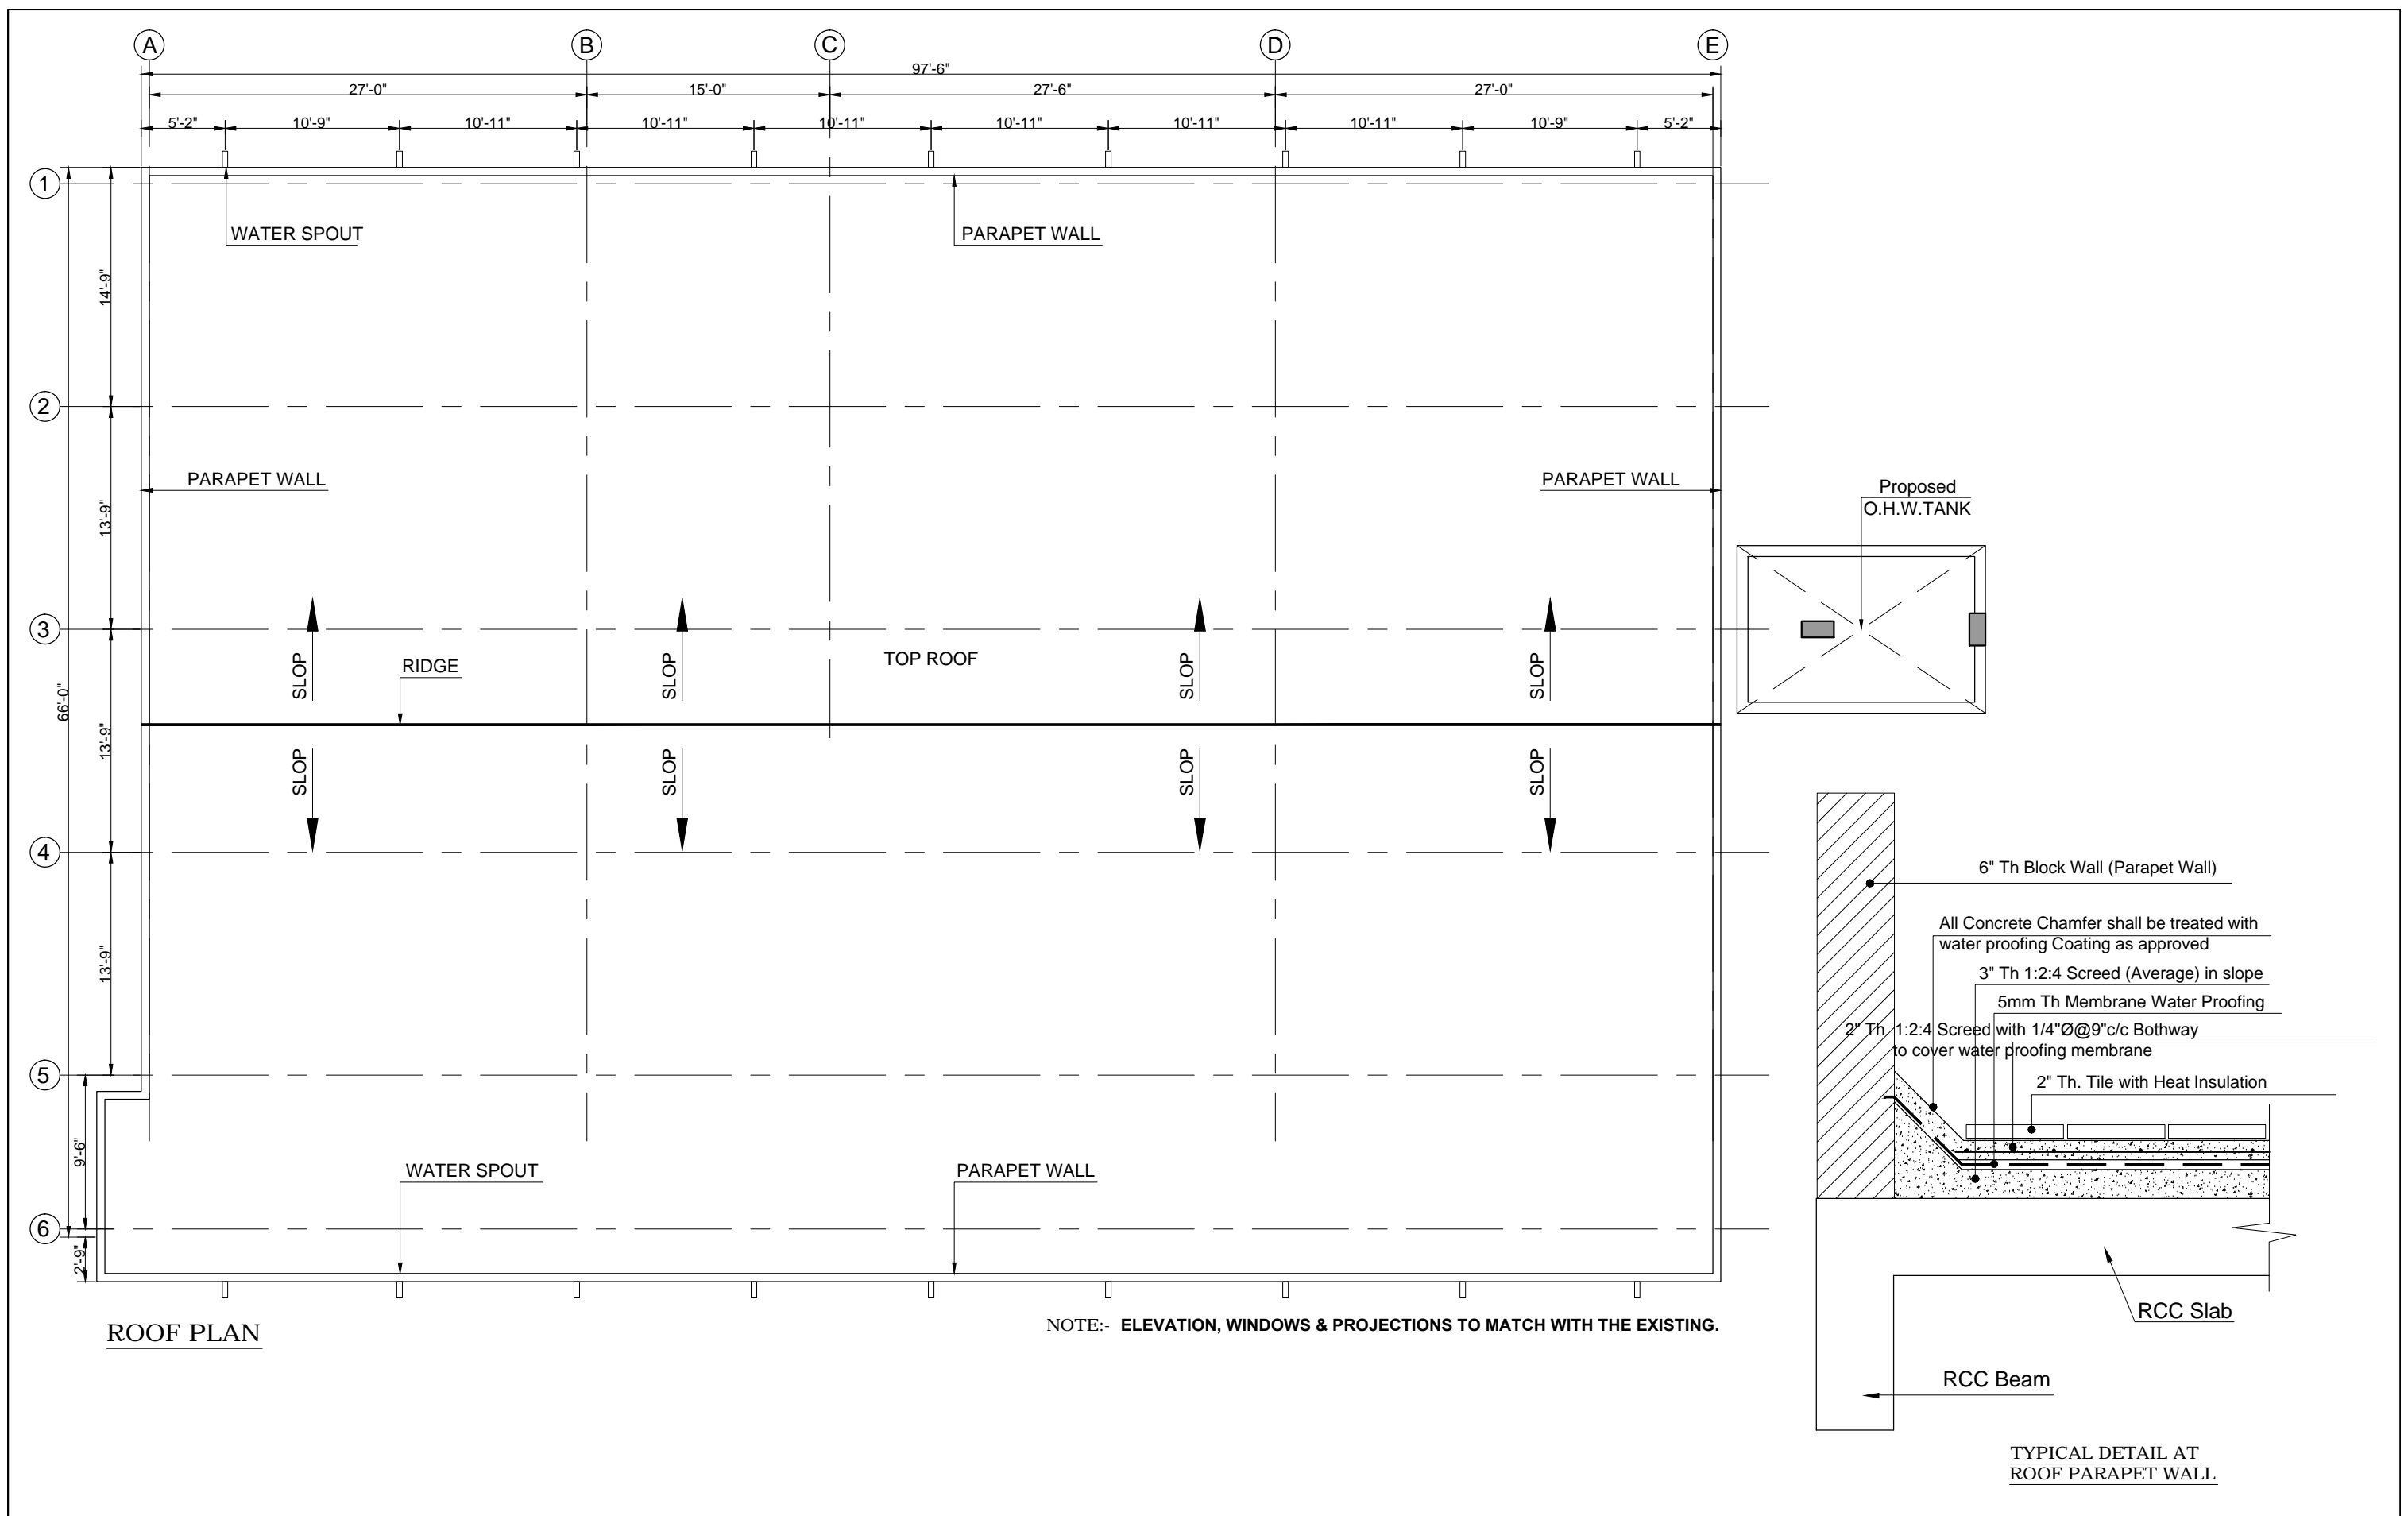 A B C D E
97'-6"
27'-0" 15'-0" 27'-6" 27'-0"
5'-2" 10'-9" 10'-11" 10'-11" 10'-11" 10'-11" 10'-11" 10'-11" 10'-9" 5'-2"
1
WATER SPOUT PARAPET WALL
14'-9"
2
PARAPET WALL PARAPET WALL
13'-9"
Proposed
O.H.W.TANK
3
SLOP SLOP SLOP SLOP
TOP ROOF
RIDGE
66'-0"
13'-9"
SLOP SLOP SLOP SLOP
4
13'-9"
5
9'-6"
WATER SPOUT PARAPET WALL
6
2'-9"
ROOF PLAN
NOTE:- ELEVATION, WINDOWS & PROJECTIONS TO MATCH WITH THE EXISTING.
6" Th Block Wall (Parapet Wall)
All Concrete Chamfer shall be treated with
water proofing Coating as approved
3" Th 1:2:4 Screed (Average) in slope
5mm Th Membrane Water Proofing
2" Th. 1:2:4 Screed with 1/4"Ø@9"c/c Bothway
to cover water proofing membrane
2" Th. Tile with Heat Insulation
RCC Slab
RCC Beam
TYPICAL DETAIL AT
ROOF PARAPET WALL